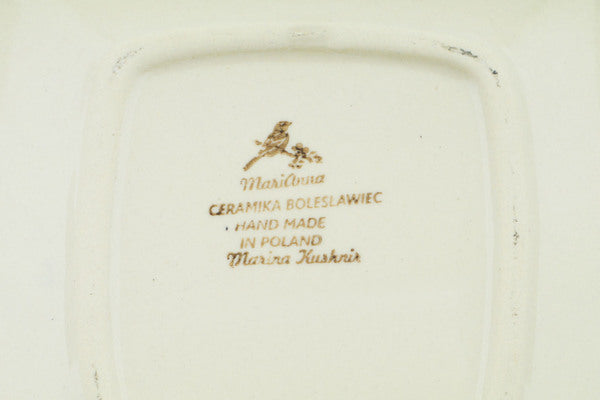 MariAnna
CERAMIKA BOLESLAWIEC
HAND MADE
IN POLAND
Marina Kushnir